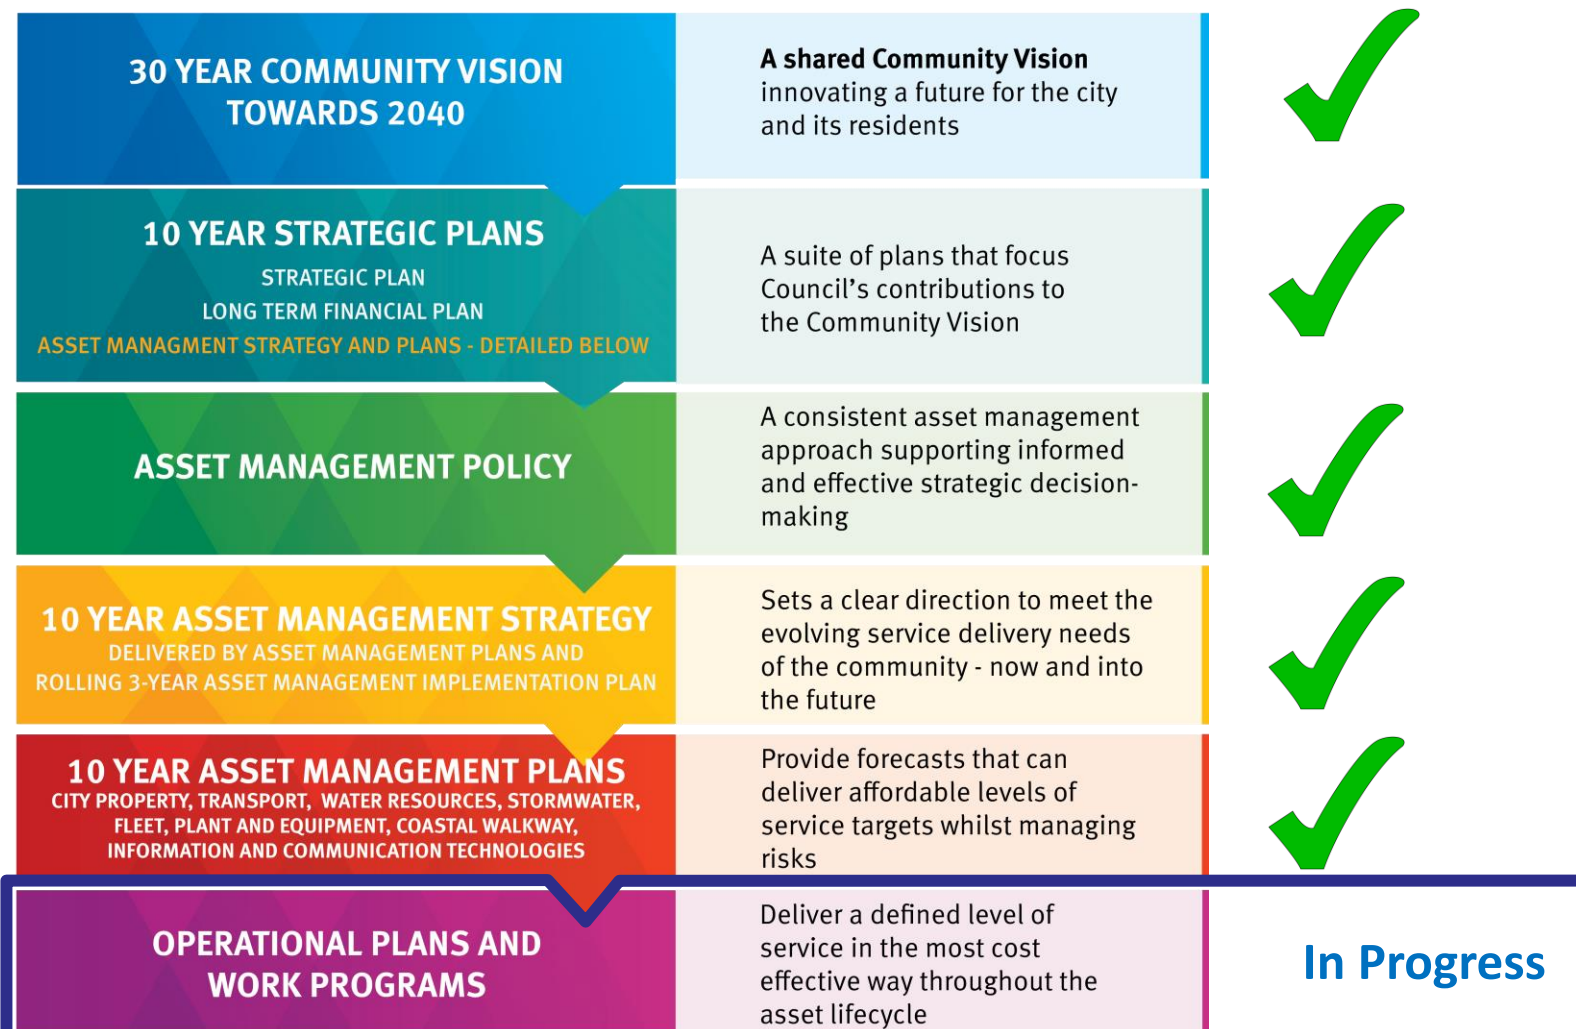 30 YEAR COMMUNITY VISION
TOWARDS 2040
A shared Community Vision
innovating a future for the city
and its residents
10 YEAR STRATEGIC PLANS
STRATEGIC PLAN
LONG TERM FINANCIAL PLAN
ASSET MANAGMENT STRATEGY AND PLANS - DETAILED BELOW
A suite of plans that focus
Council's contributions to
the Community Vision
ASSET MANAGEMENT POLICY
A consistent asset management
approach supporting informed
and effective strategic decision-
making
10 YEAR ASSET MANAGEMENT STRATEGY
DELIVERED BY ASSET MANAGEMENT PLANS AND
ROLLING 3-YEAR ASSET MANAGEMENT IMPLEMENTATION PLAN
Sets a clear direction to meet the
evolving service delivery needs
of the community - now and into
the future
10 YEAR ASSET MANAGEMENT PLANS
CITY PROPERTY, TRANSPORT, WATER RESOURCES, STORMWATER,
FLEET, PLANT AND EQUIPMENT, COASTAL WALKWAY,
INFORMATION AND COMMUNICATION TECHNOLOGIES
Provide forecasts that can
deliver affordable levels of
service targets whilst managing
risks
OPERATIONAL PLANS AND
WORK PROGRAMS
Deliver a defined level of
service in the most cost
effective way throughout the
asset lifecycle
In Progress